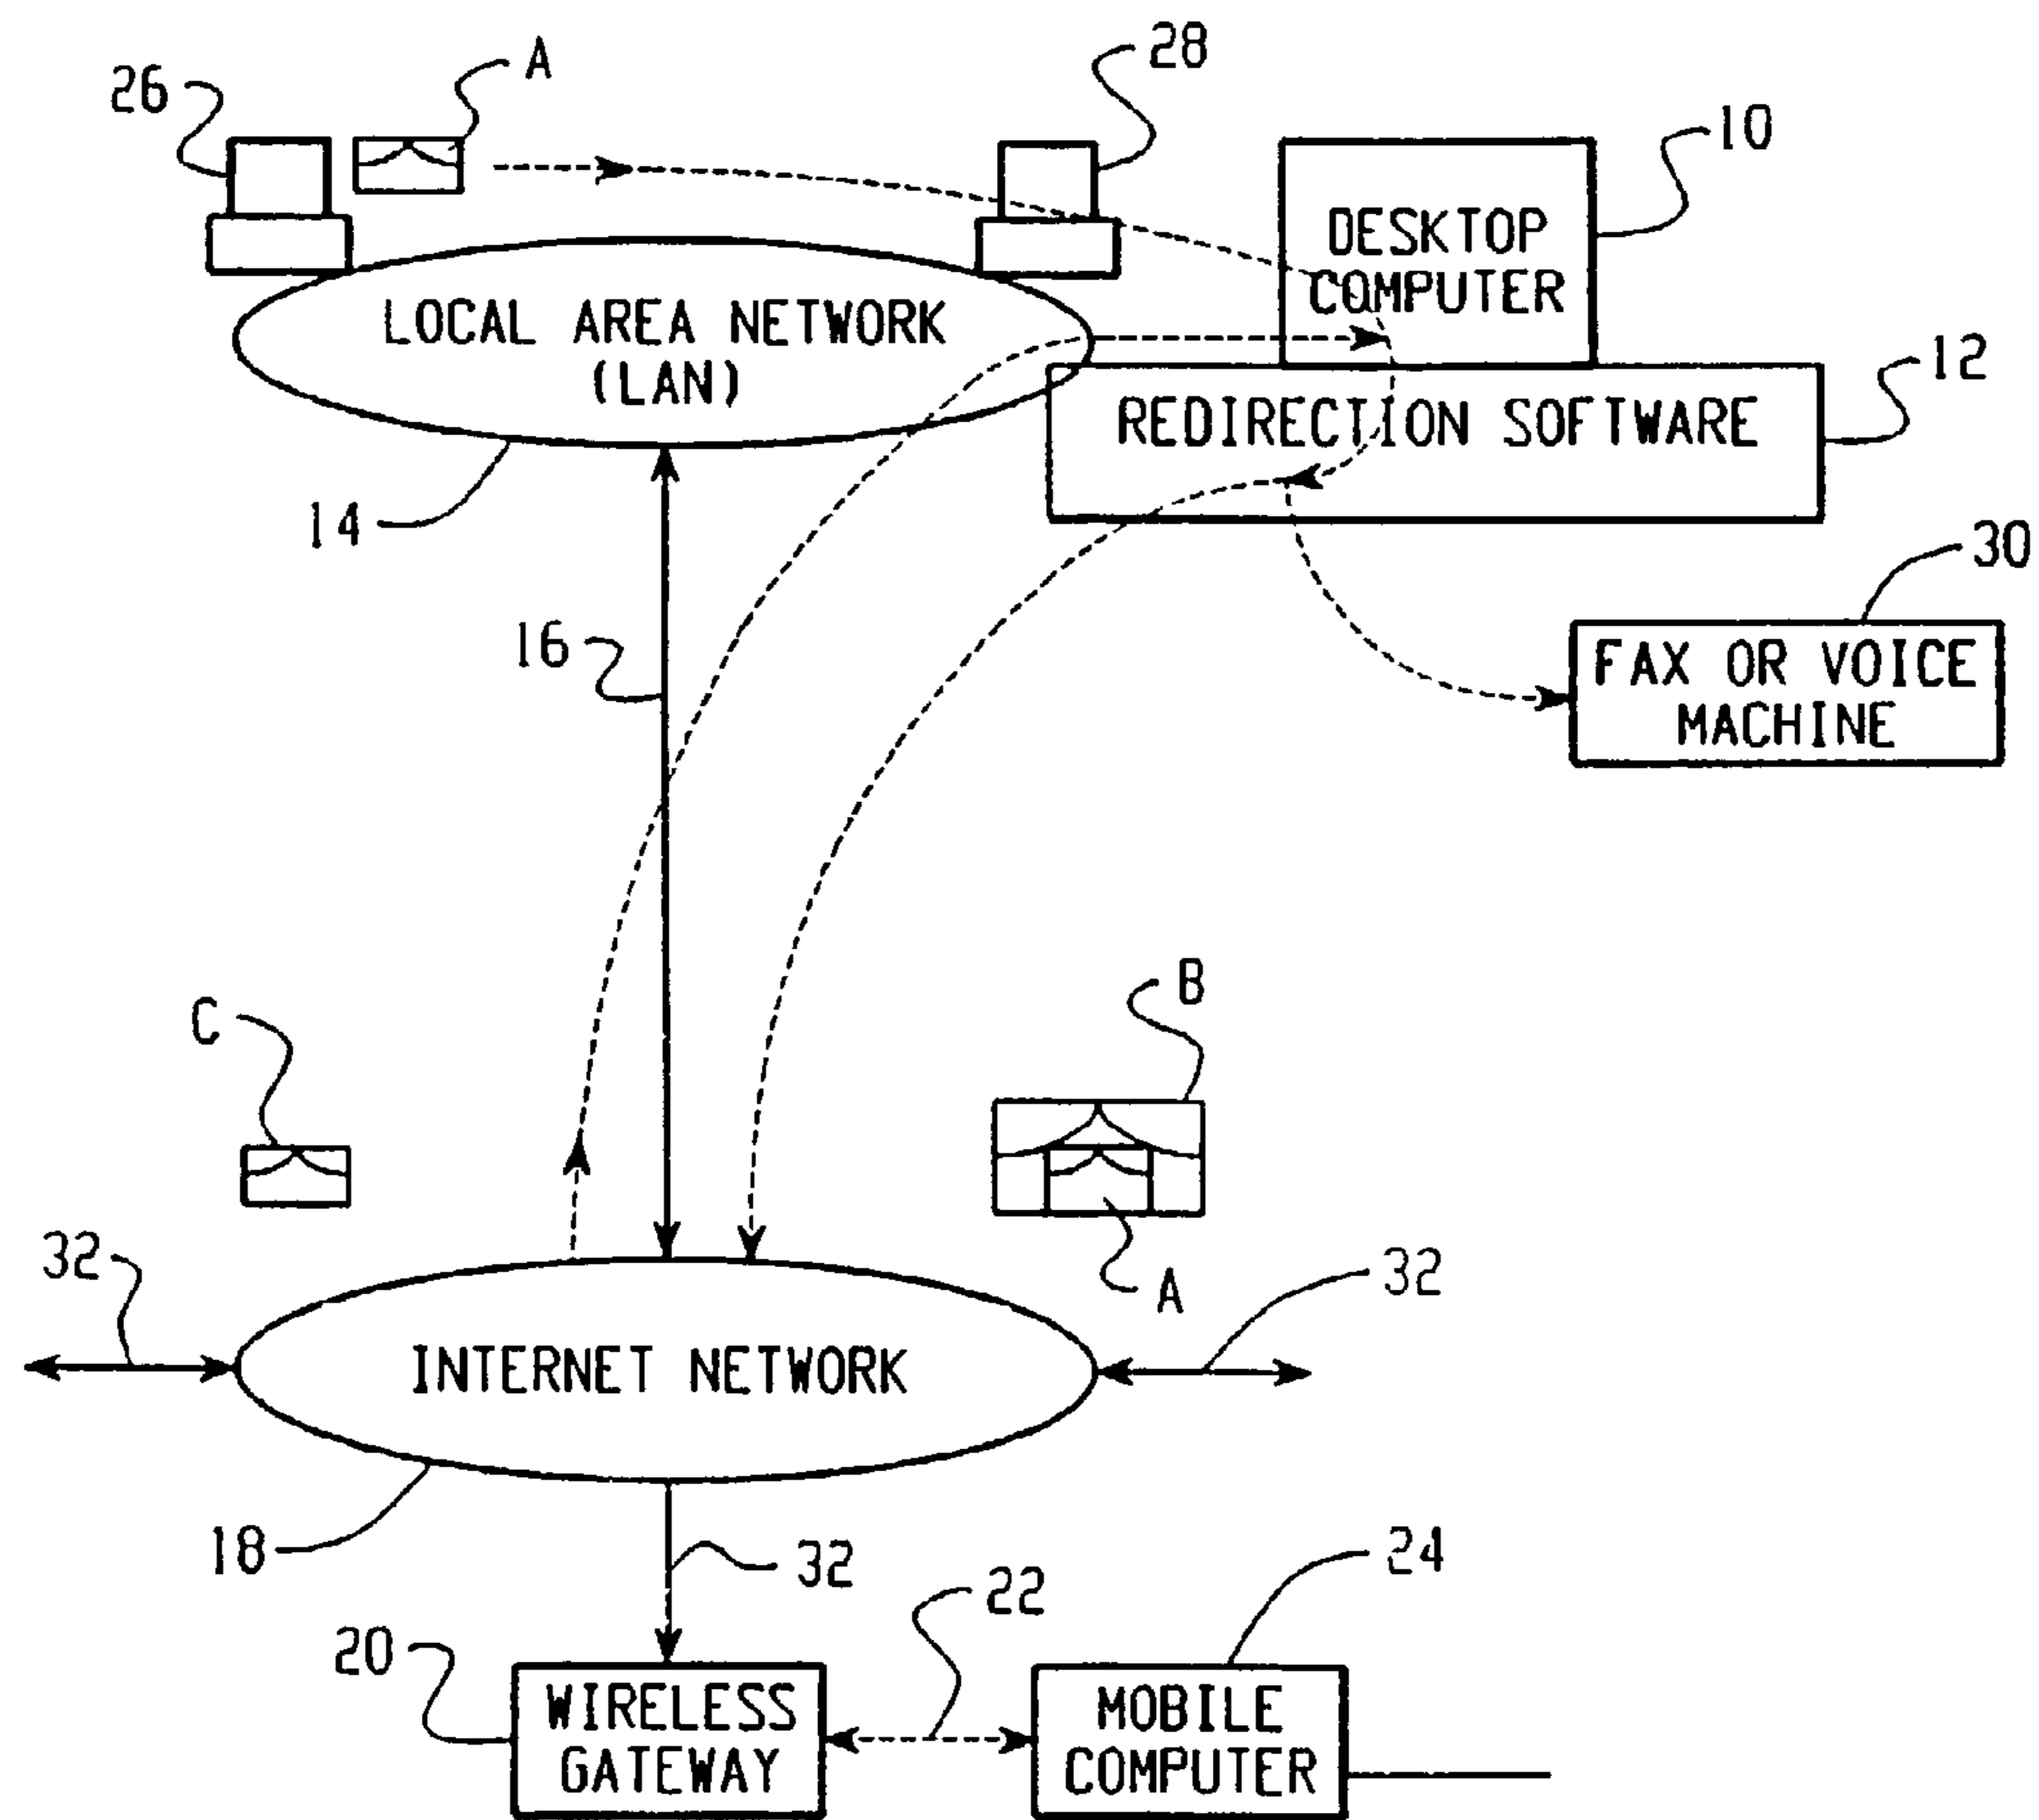 26
A
28
10
DESKTOP
COMPUTER
LOCAL AREA NETWORK
(LAN)
12
REDIRECTION SOFTWARE
14
30
16
FAX OR VOICE
MACHINE
B
C
32
A
32
INTERNET NETWORK
18
32
24
22
20
WIRELESS
GATEWAY
MOBILE
COMPUTER